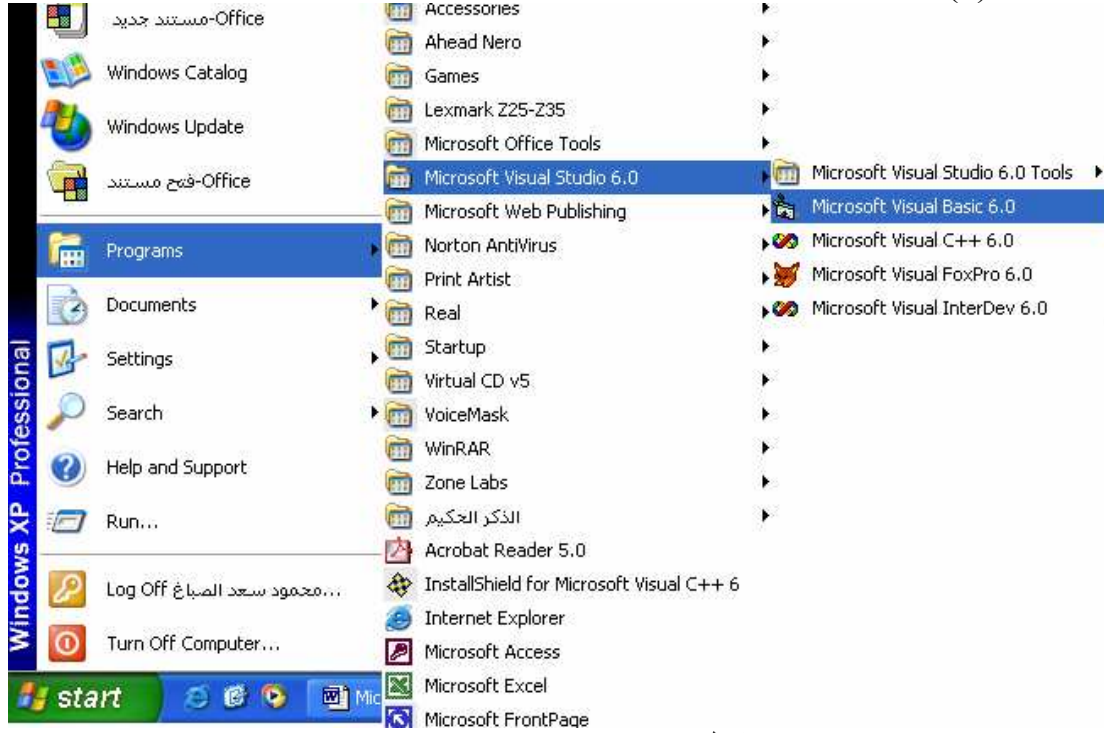 مستند جديد-Office
Windows Catalog
Windows Update
فتح مستند-Office
Programs
Documents
Settings
Search
Help and Support
Run...
Log Off محمود سعد الصباغ...
Turn Off Computer...
Windows XP Professional
start
Mic
Accessories
Ahead Nero
Games
Lexmark Z25-Z35
Microsoft Office Tools
Microsoft Visual Studio 6.0
Microsoft Web Publishing
Norton AntiVirus
Print Artist
Real
Startup
Virtual CD v5
VoiceMask
WinRAR
Zone Labs
الذكر الحكيم
Acrobat Reader 5.0
InstallShield for Microsoft Visual C++ 6
Internet Explorer
Microsoft Access
Microsoft Excel
Microsoft FrontPage
Microsoft Visual Studio 6.0 Tools
Microsoft Visual Basic 6.0
Microsoft Visual C++ 6.0
Microsoft Visual FoxPro 6.0
Microsoft Visual InterDev 6.0